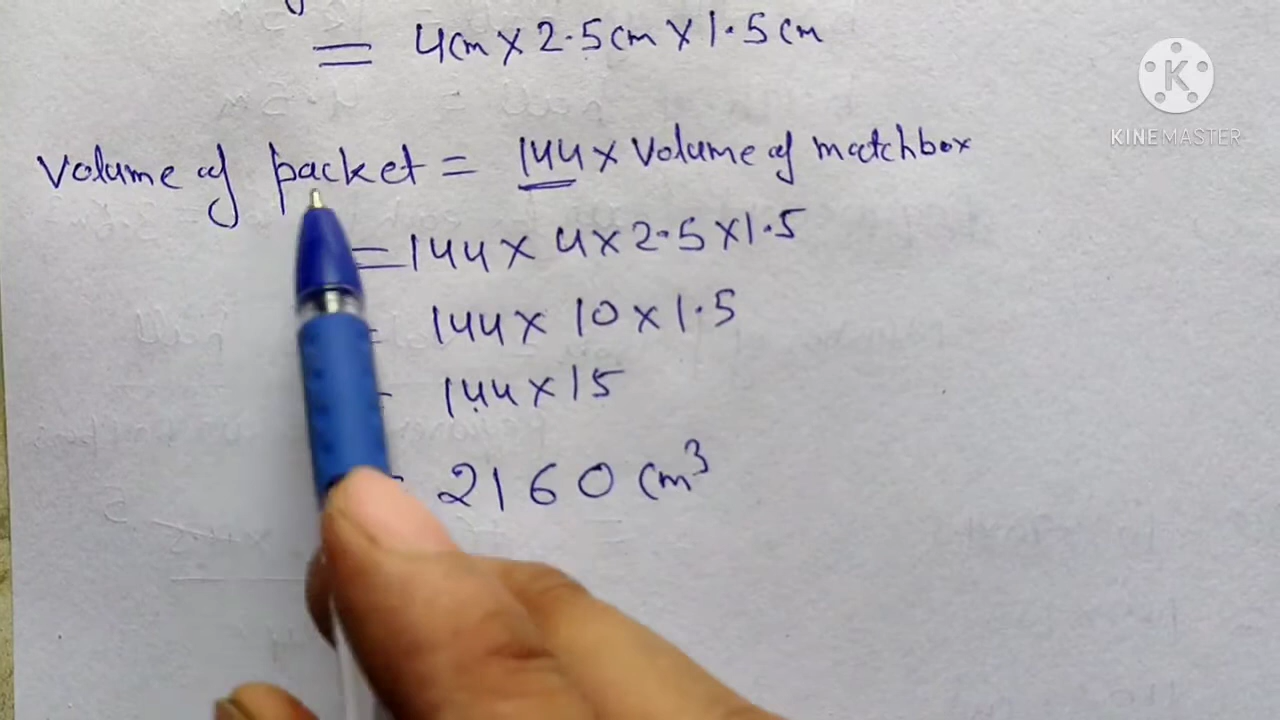 = 4cm × 2.5cm × 1.5cm
K
KINEMASTER
Volume of packet = 144 × Volume of matchbox
= 144 × 4 × 2.5 × 1.5
= 144 × 10 × 1.5
= 144 × 15
= 2160 cm³